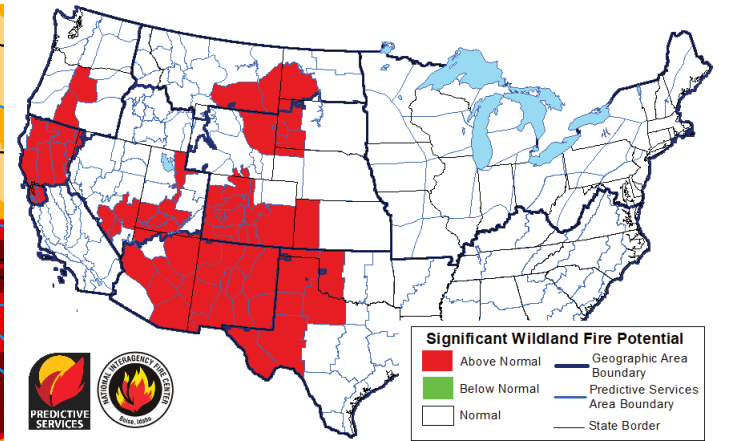 Significant Wildland Fire Potential
Above Normal
Below Normal
Normal
Geographic Area
Boundary
Predictive Services
Area Boundary
State Border
PREDICTIVE
SERVICES
NATIONAL INTERAGENCY FIRE CENTER
Boise, Idaho